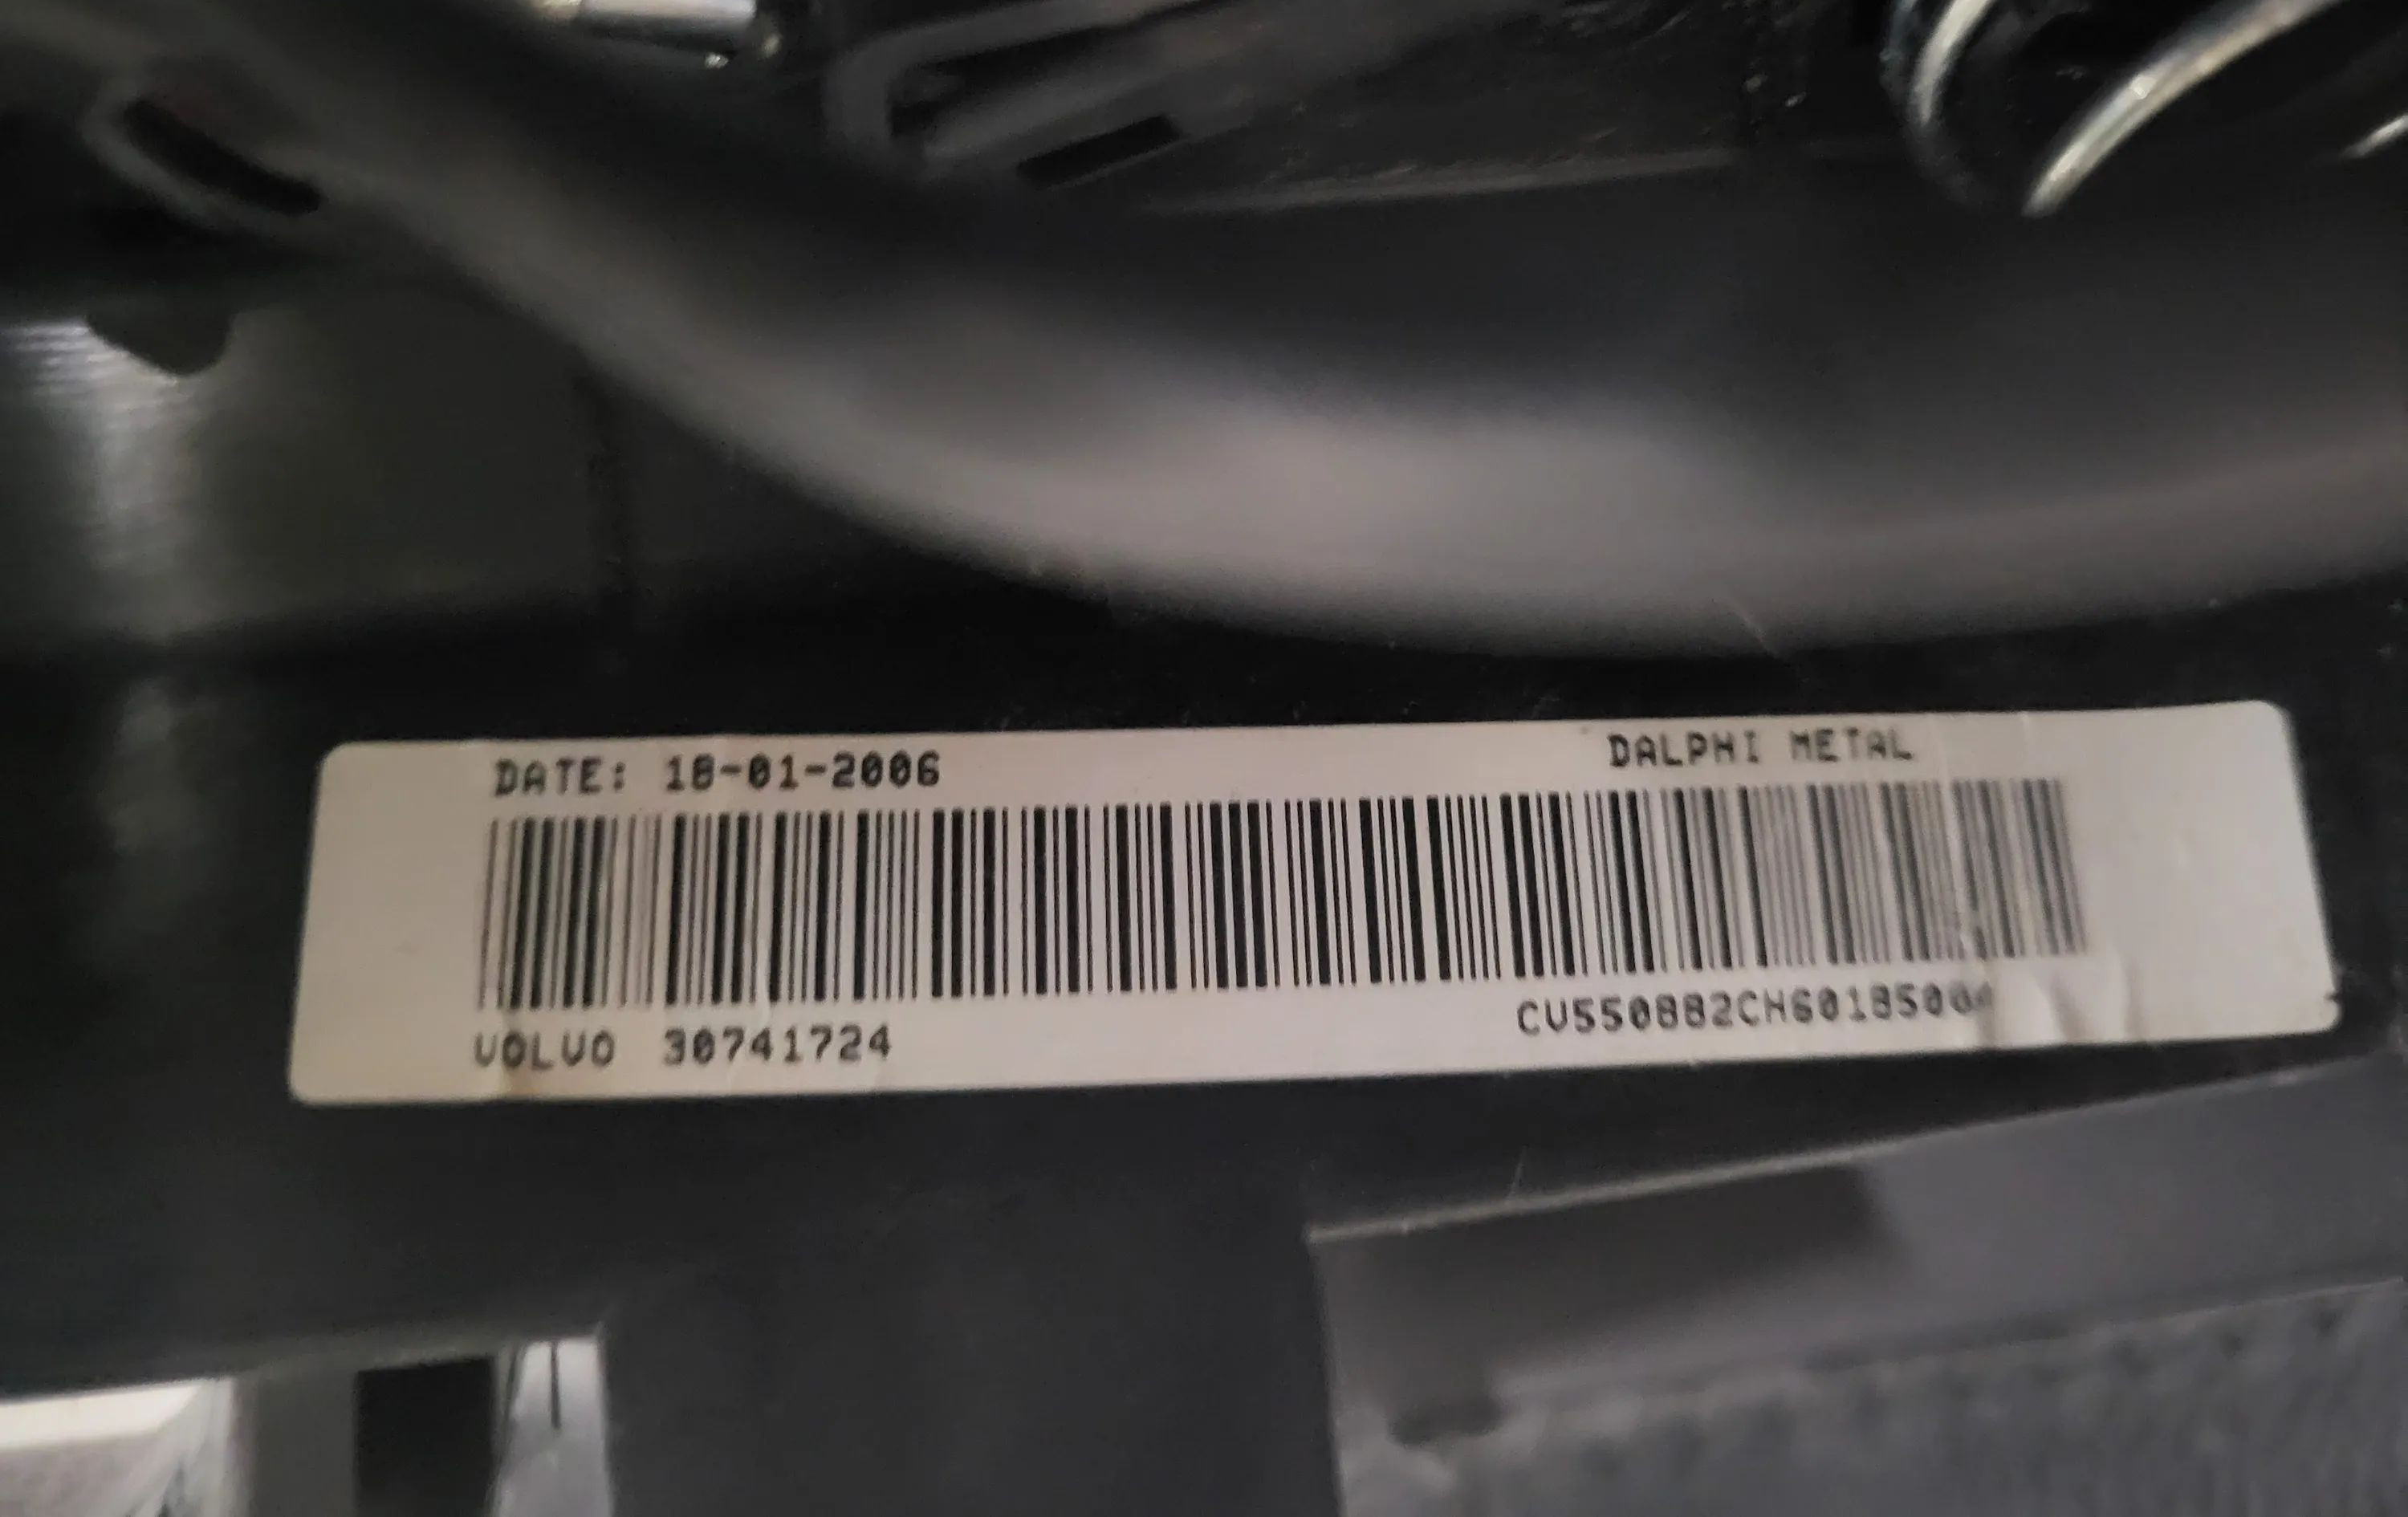 DATE: 18-01-2006
DALPHI METAL
VOLVO 30741724